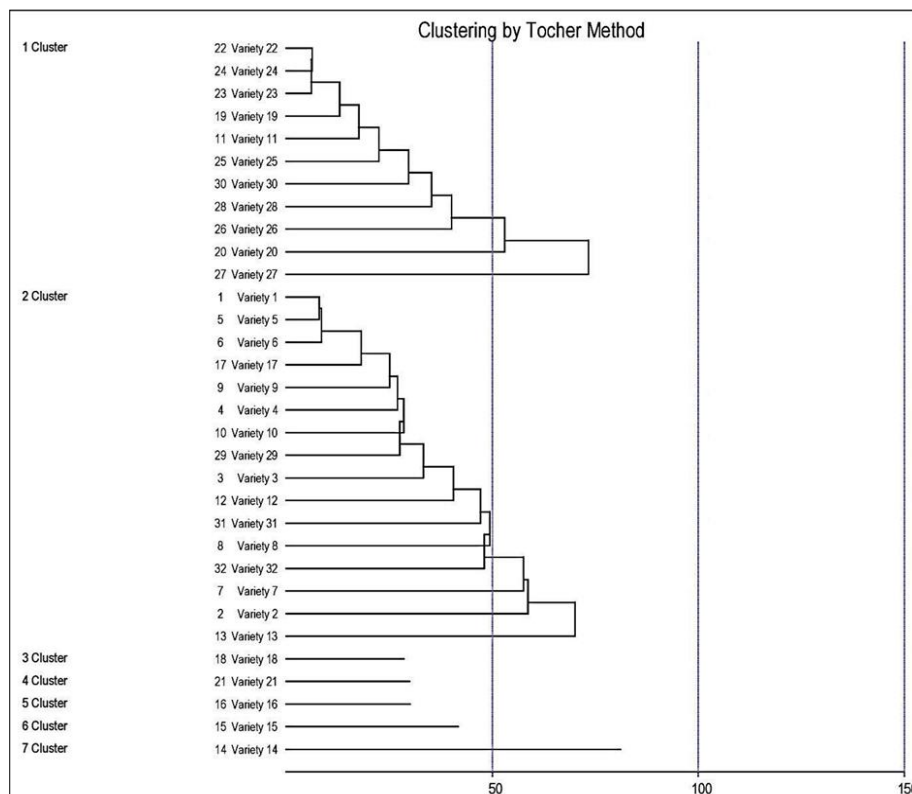 Clustering by Tocher Method
1 Cluster 22 Variety 22
24 Variety 24
23 Variety 23
19 Variety 19
11 Variety 11
25 Variety 25
30 Variety 30
28 Variety 28
26 Variety 26
20 Variety 20
27 Variety 27
2 Cluster 1 Variety 1
5 Variety 5
6 Variety 6
17 Variety 17
9 Variety 9
4 Variety 4
10 Variety 10
29 Variety 29
3 Variety 3
12 Variety 12
31 Variety 31
8 Variety 8
32 Variety 32
7 Variety 7
2 Variety 2
13 Variety 13
3 Cluster 18 Variety 18
4 Cluster 21 Variety 21
5 Cluster 16 Variety 16
6 Cluster 15 Variety 15
7 Cluster 14 Variety 14
50 100 150